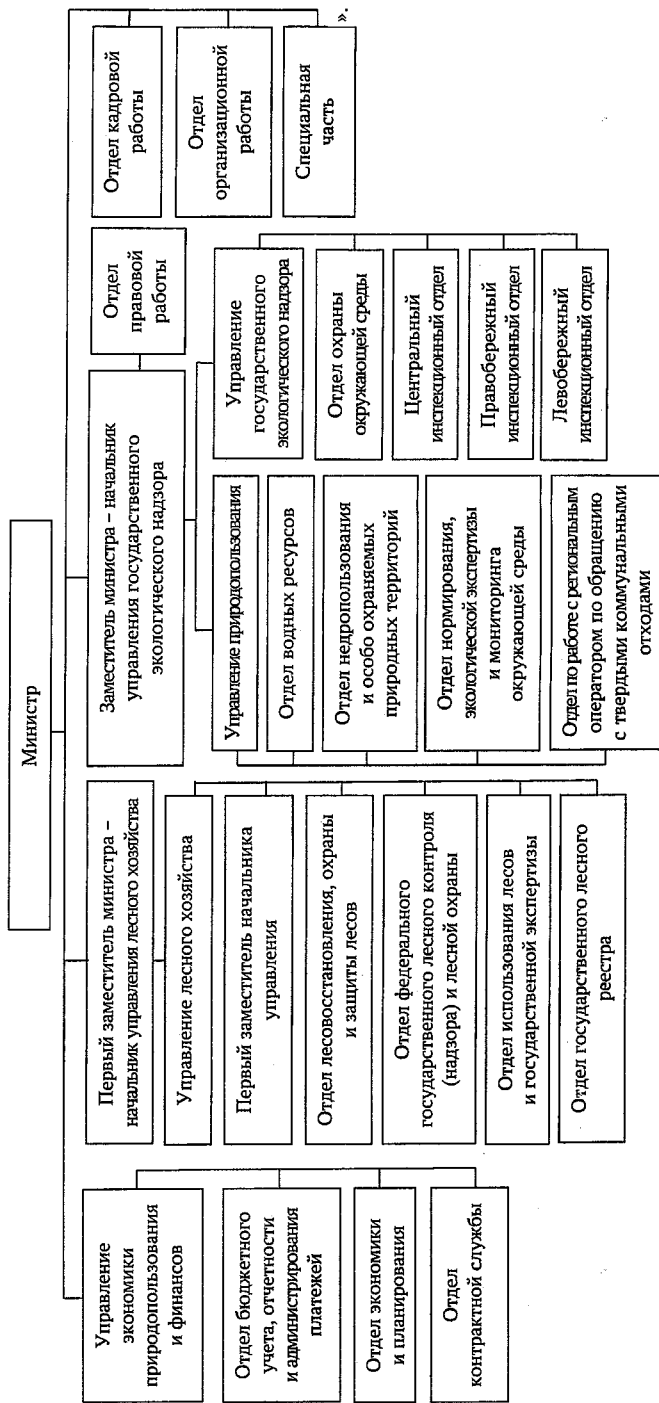 Министр
Управление
экономики
природопользования
и финансов
Отдел бюджетного
учета, отчетности
и администрирования
платежей
Отдел экономики
и планирования
Отдел
контрактной службы
Первый заместитель министра –
начальник управления лесного хозяйства
Управление лесного хозяйства
Первый заместитель начальника
управления
Отдел лесовосстановления, охраны
и защиты лесов
Отдел федерального
государственного лесного контроля
(надзора) и лесной охраны
Отдел использования лесов
и государственной экспертизы
Отдел государственного лесного
реестра
Заместитель министра – начальник
управления государственного
экологического надзора
Отдел
правовой
работы
Управление природопользования
Отдел водных ресурсов
Отдел недропользования
и особо охраняемых
природных территорий
Отдел нормирования,
экологической экспертизы
и мониторинга
окружающей среды
Отдел по работе с региональным
оператором по обращению
с твердыми коммунальными
отходами
Управление
государственного
экологического надзора
Отдел охраны
окружающей среды
Центральный
инспекционный отдел
Правобережный
инспекционный отдел
Левобережный
инспекционный отдел
Отдел кадровой
работы
Отдел
организационной
работы
Специальная
часть
».